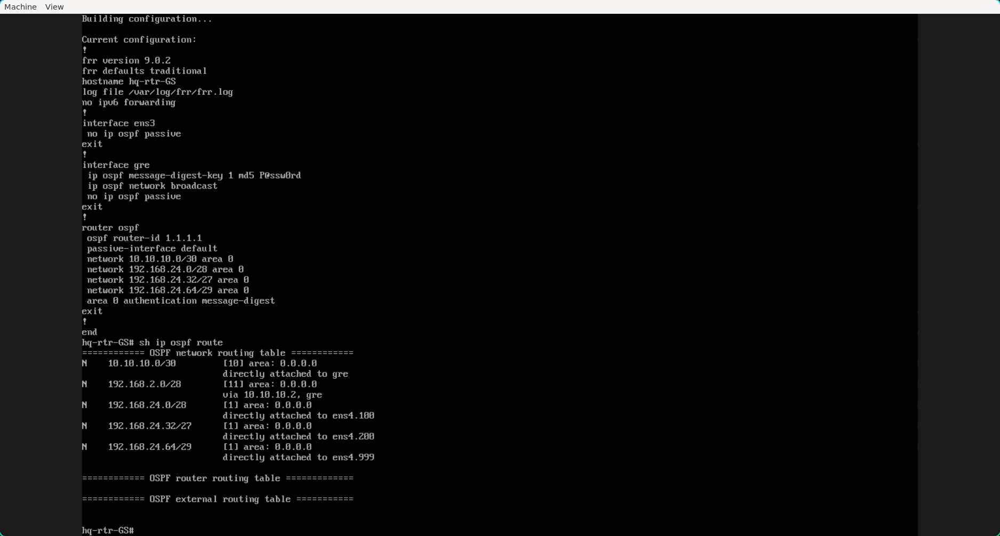 Machine View
Building configuration...
Current configuration:
!
frr version 9.0.2
frr defaults traditional
hostname hq-rtr-GS
log file /var/log/frr/frr.log
no ipv6 forwarding
!
interface ens3
 no ip ospf passive
exit
!
interface gre
 ip ospf message-digest-key 1 md5 P@ssw0rd
 ip ospf network broadcast
 no ip ospf passive
exit
!
router ospf
 ospf router-id 1.1.1.1
 passive-interface default
 network 10.10.10.0/30 area 0
 network 192.168.24.0/28 area 0
 network 192.168.24.32/27 area 0
 network 192.168.24.64/29 area 0
 area 0 authentication message-digest
exit
!
end
hq-rtr-GS# sh ip ospf route
============ OSPF network routing table ============
N    10.10.10.0/30         [10] area: 0.0.0.0
                           directly attached to gre
N    192.168.2.0/28        [11] area: 0.0.0.0
                           via 10.10.10.2, gre
N    192.168.24.0/28       [1] area: 0.0.0.0
                           directly attached to ens4.100
N    192.168.24.32/27      [1] area: 0.0.0.0
                           directly attached to ens4.200
N    192.168.24.64/29      [1] area: 0.0.0.0
                           directly attached to ens4.999
============ OSPF router routing table =============
============ OSPF external routing table ===========
hq-rtr-GS#